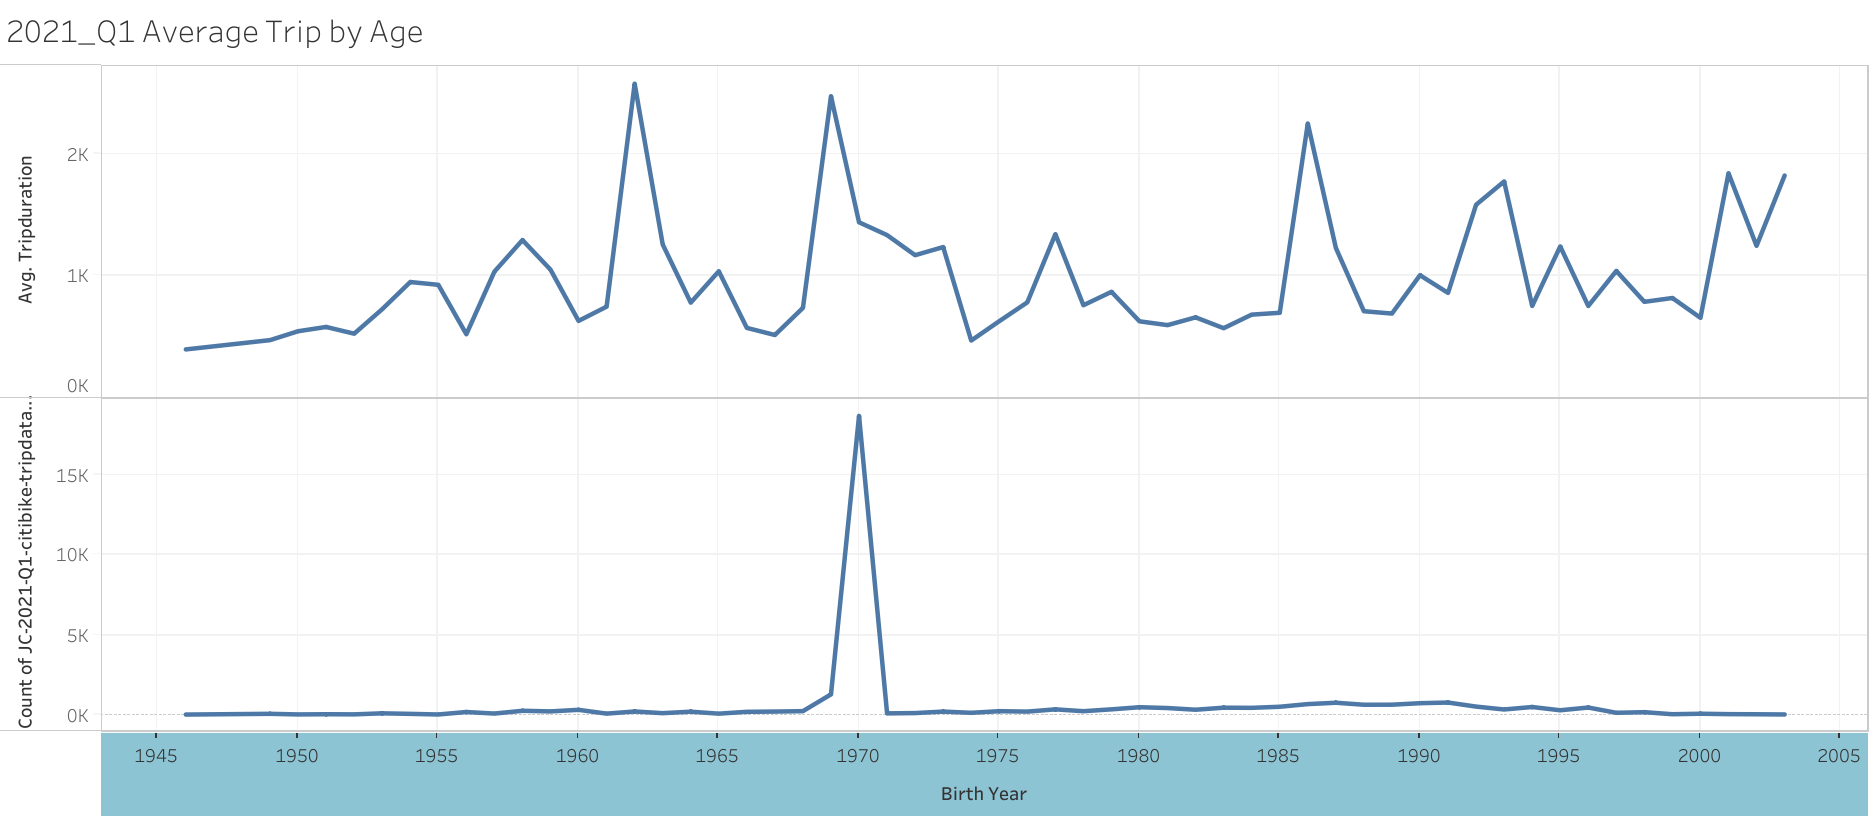 2021_Q1 Average Trip by Age
Avg. Tripduration
2K
1K
0K
Count of JC-2021-Q1-citibike-tripdata...
15K
10K
5K
0K
1945 1950 1955 1960 1965 1970 1975 1980 1985 1990 1995 2000 2005
Birth Year